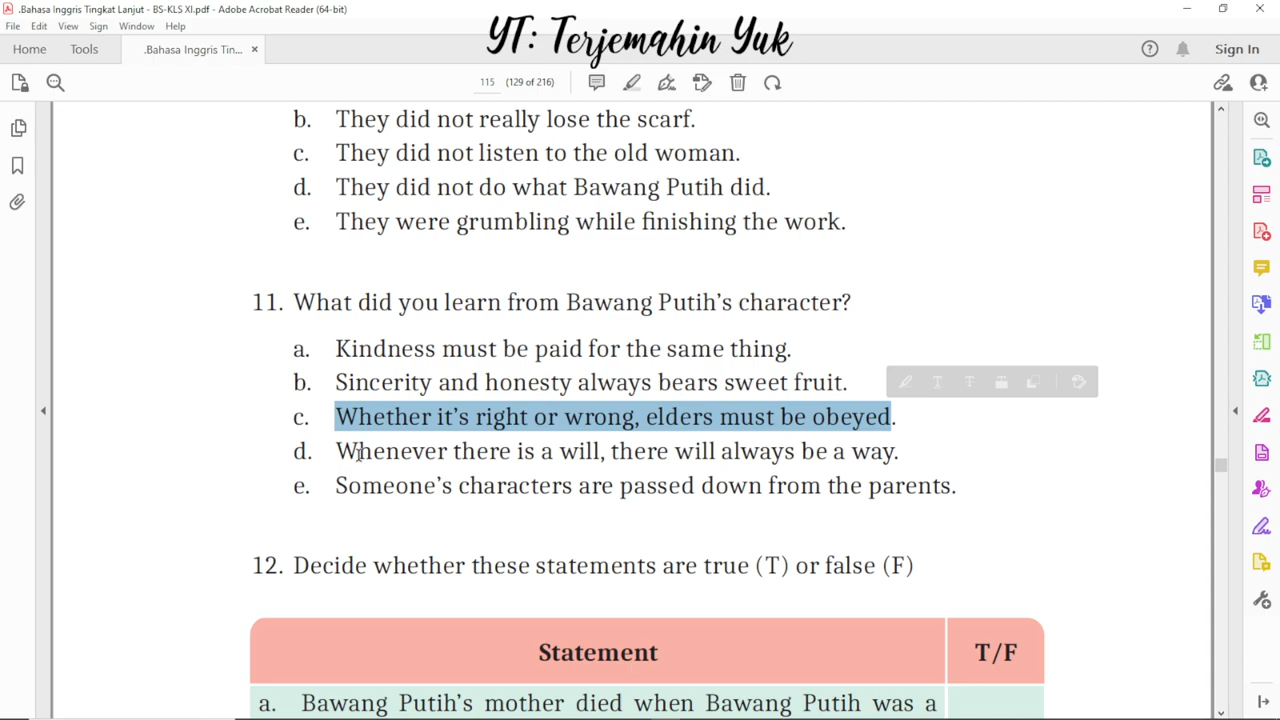 .Bahasa Inggris Tingkat Lanjut - BS-KLS XI.pdf - Adobe Acrobat Reader (64-bit)
File Edit View Sign Window Help
YT: Terjemahin Yuk
Home Tools .Bahasa Inggris Tin... × Sign In
115 (129 of 216)
b. They did not really lose the scarf.
c. They did not listen to the old woman.
d. They did not do what Bawang Putih did.
e. They were grumbling while finishing the work.
11. What did you learn from Bawang Putih’s character?
a. Kindness must be paid for the same thing.
b. Sincerity and honesty always bears sweet fruit.
c. Whether it’s right or wrong, elders must be obeyed.
d. Whenever there is a will, there will always be a way.
e. Someone’s characters are passed down from the parents.
12. Decide whether these statements are true (T) or false (F)
Statement T/F
a. Bawang Putih’s mother died when Bawang Putih was a